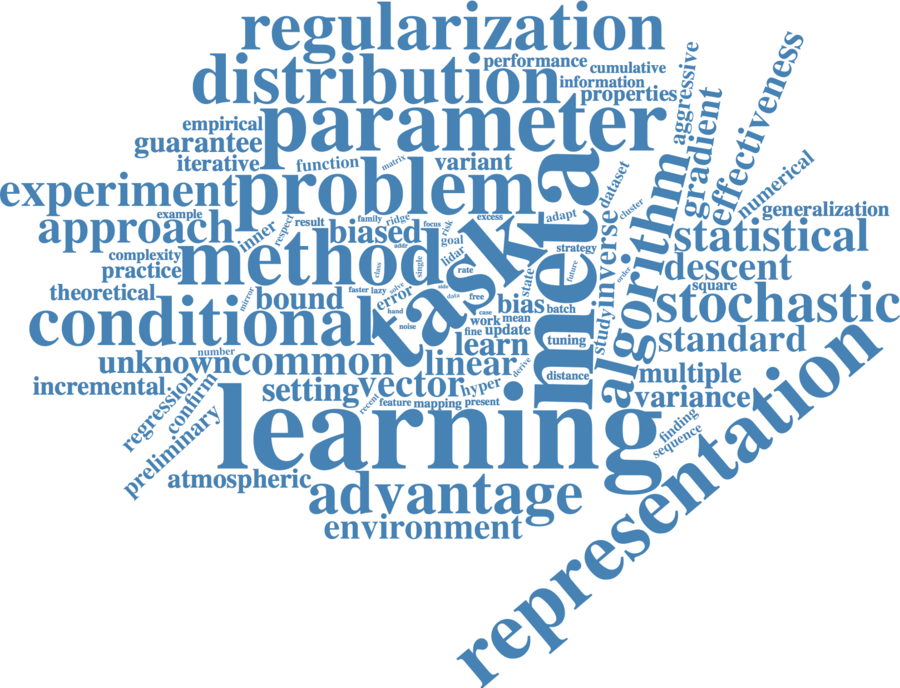 regularization
distribution
performance
cumulative
information
properties
aggressive
effectiveness
parameter
empirical
guarantee
iterative
function
matrix
variant
gradient
numerical
experiment
problem
meta
dataset
cluster
generalization
approach
example
inner
respect
result
family
ridge
biased
focus
risk
excess
adapt
task
inverse
algorithm
statistical
complexity
practice
method
addr
class
single
goal
lidar
rate
strategy
future
order
descent
square
theoretical
mirror
bound
faster
lazy
solve
error
hand
noise
side
data
free
case
state
bias
batch
study
stochastic
conditional
work
mean
fine
update
learn
tuning
standard
unknown
number
common
linear
derive
distance
multiple
incremental
regression
confirm
setting
vector
hyper
variance
preliminary
recent
feature
mapping
present
learning
finding
sequence
representation
atmospheric
advantage
environment